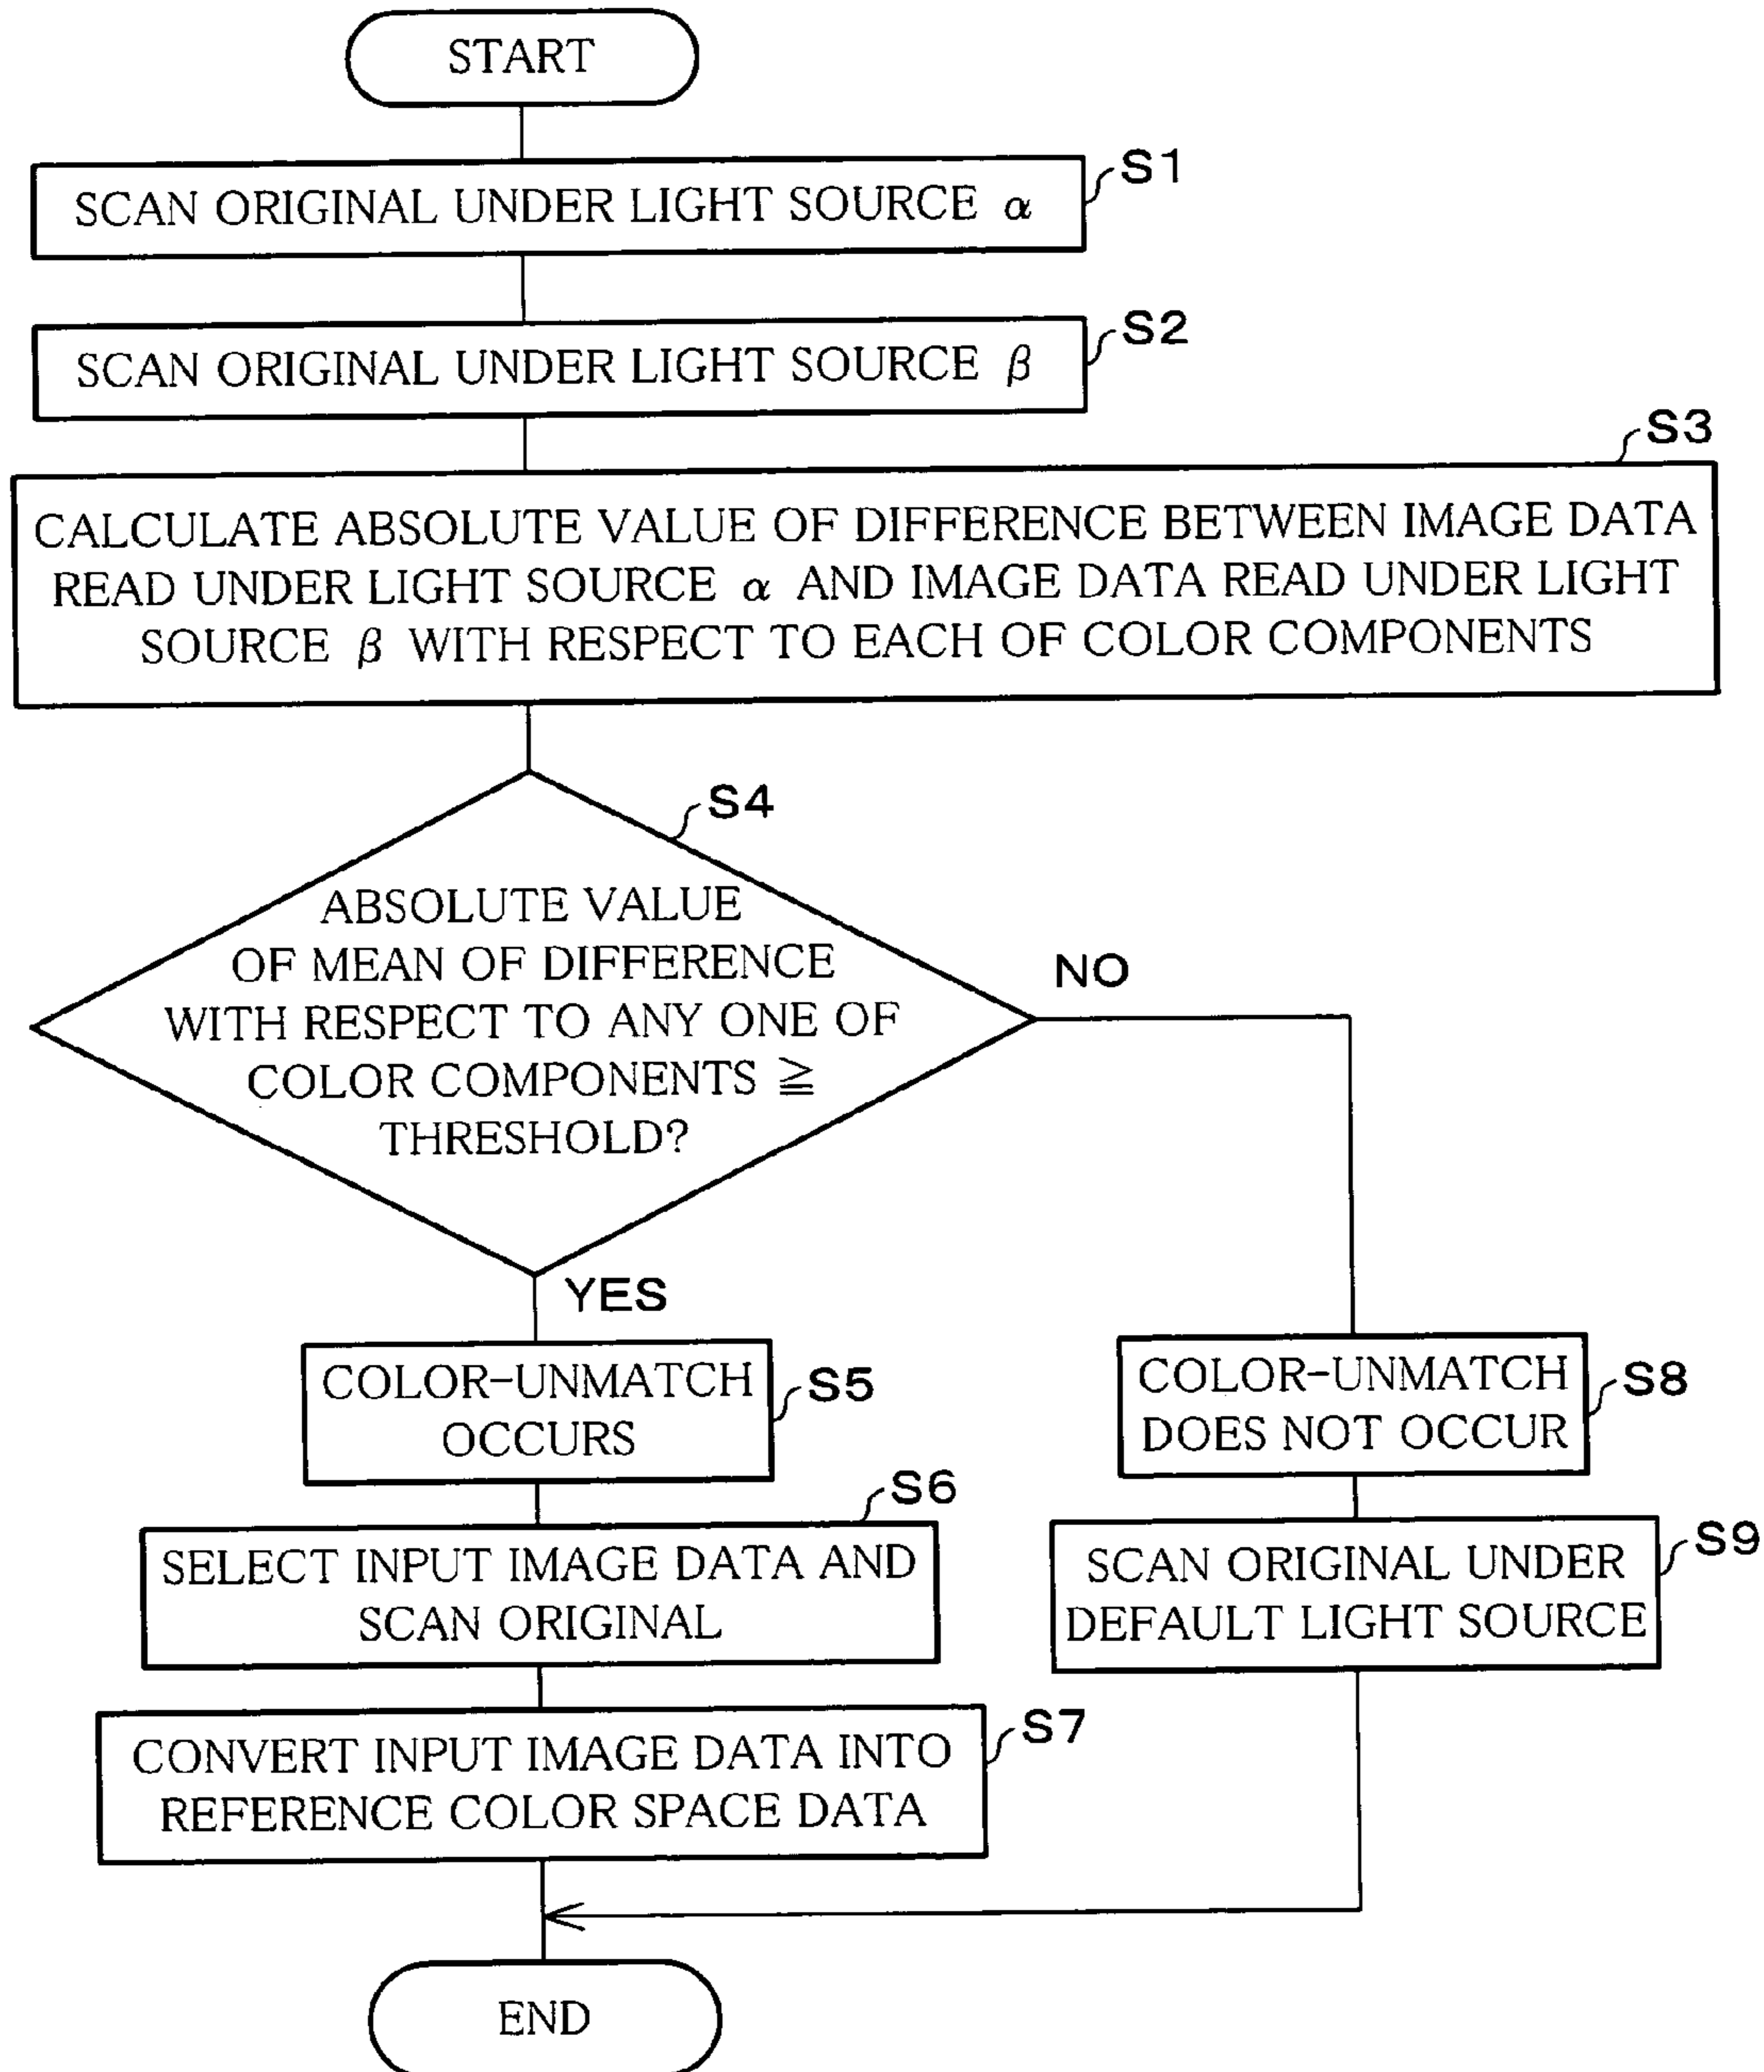 START
S1
SCAN ORIGINAL UNDER LIGHT SOURCE α
S2
SCAN ORIGINAL UNDER LIGHT SOURCE β
S3
CALCULATE ABSOLUTE VALUE OF DIFFERENCE BETWEEN IMAGE DATA
READ UNDER LIGHT SOURCE α AND IMAGE DATA READ UNDER LIGHT
SOURCE β WITH RESPECT TO EACH OF COLOR COMPONENTS
S4
ABSOLUTE VALUE
OF MEAN OF DIFFERENCE
WITH RESPECT TO ANY ONE OF
COLOR COMPONENTS ≧
THRESHOLD?
NO
YES
COLOR-UNMATCH
OCCURS
S5
COLOR-UNMATCH
DOES NOT OCCUR
S8
S6
SELECT INPUT IMAGE DATA AND
SCAN ORIGINAL
SCAN ORIGINAL UNDER
DEFAULT LIGHT SOURCE
S9
S7
CONVERT INPUT IMAGE DATA INTO
REFERENCE COLOR SPACE DATA
END